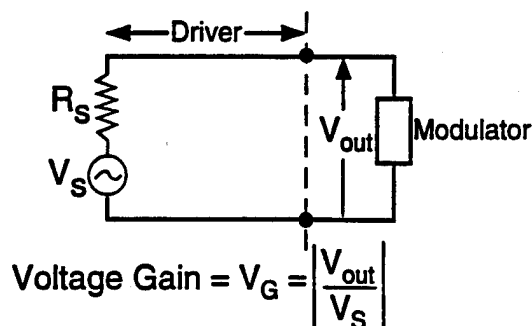 Driver
R_S
V_S
V_out
Modulator
Voltage Gain = V_G = |V_out / V_S|